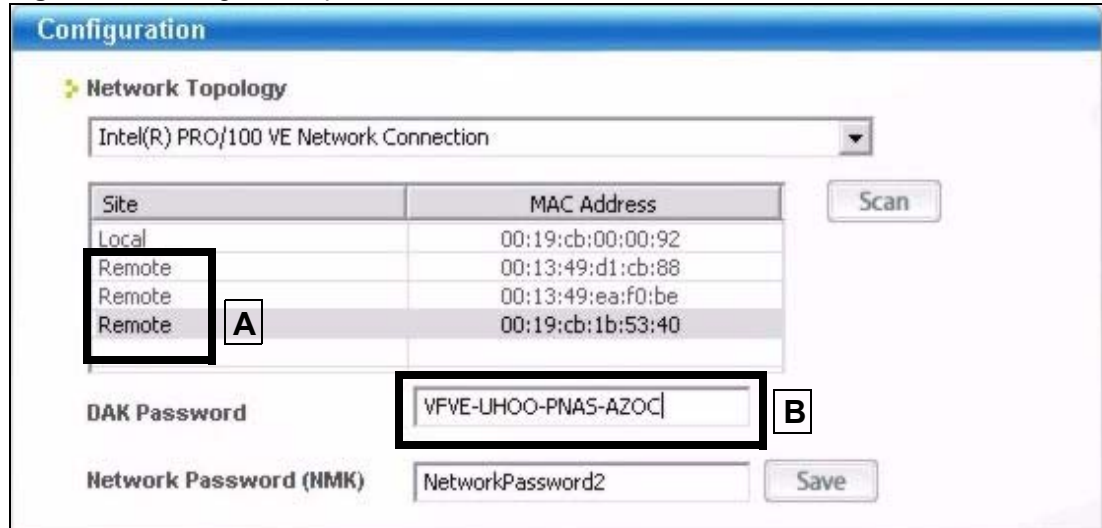 Configuration
Network Topology
Intel(R) PRO/100 VE Network Connection
Site MAC Address Scan
Local 00:19:cb:00:00:92
Remote 00:13:49:d1:cb:88
Remote 00:13:49:ea:f0:be
Remote 00:19:cb:1b:53:40
A
DAK Password VFVE-UHOO-PNAS-AZOC B
Network Password (NMK) NetworkPassword2 Save